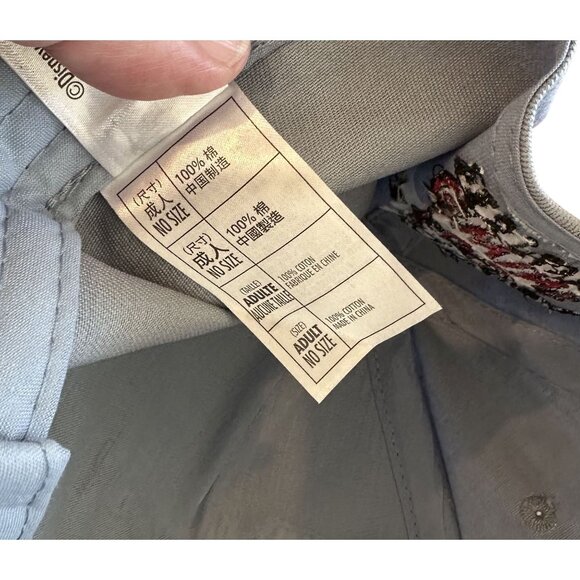 ©Disney
(尺寸)
成人
NO SIZE
100% 棉
中国制造
(尺寸)
成人
NO SIZE
100% 棉
中國製造
(TAILLE)
ADULTE
AUCUNE TAILLE
100% COTON
FABRIQUÉ EN CHINE
(SIZE)
ADULT
NO SIZE
100% COTTON
MADE IN CHINA